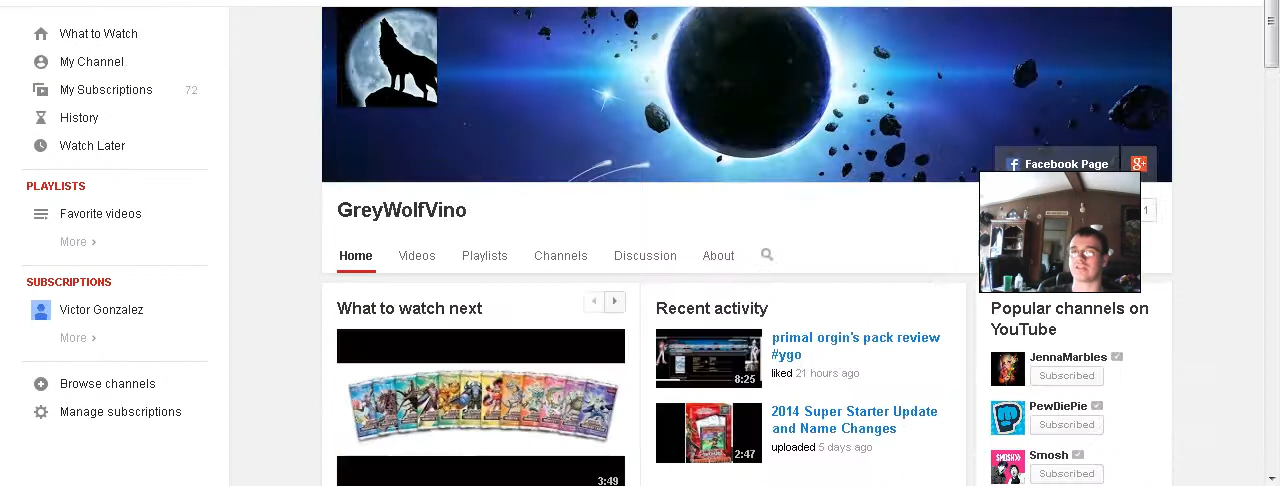 What to Watch
My Channel
My Subscriptions 72
History
Watch Later
PLAYLISTS
Favorite videos
More ›
SUBSCRIPTIONS
Victor Gonzalez
More ›
Browse channels
Manage subscriptions
Facebook Page
GreyWolfVino
1
Home Videos Playlists Channels Discussion About
What to watch next
3:49
Recent activity
primal orgin's pack review
#ygo
liked 21 hours ago
8:25
2014 Super Starter Update
and Name Changes
uploaded 5 days ago
2:47
Popular channels on
YouTube
JennaMarbles
Subscribed
PewDiePie
Subscribed
Smosh
Subscribed
SMOSH